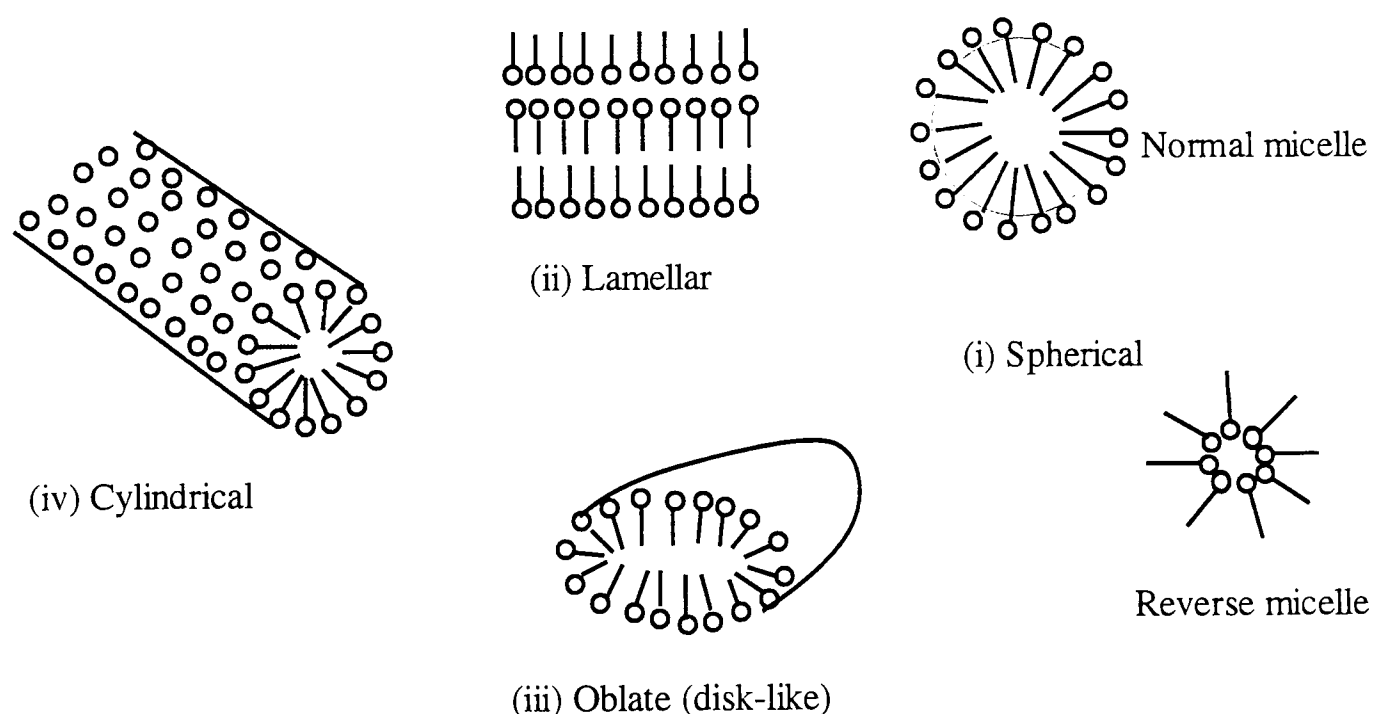 Normal micelle
(ii) Lamellar
(i) Spherical
(iv) Cylindrical
Reverse micelle
(iii) Oblate (disk-like)